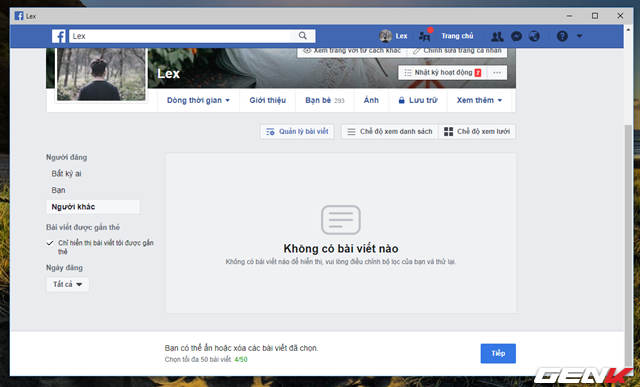 Lex
Lex
Lex
Trang chủ
Xem trang với tư cách khác
Chỉnh sửa trang cá nhân
Lex
Nhật ký hoạt động 7
Dòng thời gian
Giới thiệu
Bạn bè 293
Ảnh
Lưu trữ
Xem thêm
Quản lý bài viết
Chế độ xem danh sách
Chế độ xem lưới
Người đăng
Bất kỳ ai
Bạn
Người khác
Bài viết được gắn thẻ
Chỉ hiển thị bài viết tôi được gắn
thẻ
Ngày đăng
Tất cả
Không có bài viết nào
Không có bài viết nào để hiển thị, vui lòng điều chỉnh bộ lọc của bạn và thử lại.
Bạn có thể ẩn hoặc xóa các bài viết đã chọn.
Chọn tối đa 50 bài viết. 4/50
Tiếp
GENK